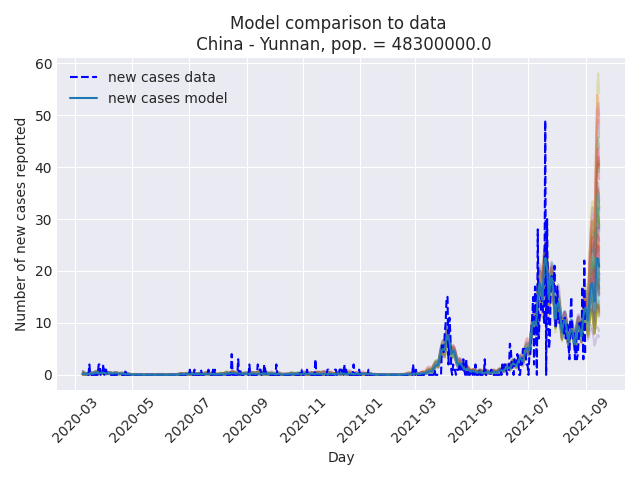 Model comparison to data
China - Yunnan, pop. = 48300000.0
new cases data
new cases model
Number of new cases reported
60
50
40
30
20
10
0
2020-03
2020-05
2020-07
2020-09
2020-11
2021-01
2021-03
2021-05
2021-07
2021-09
Day